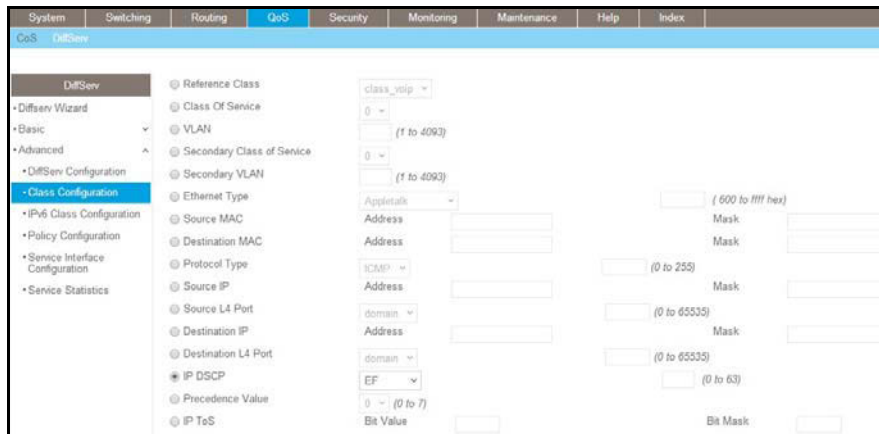 System Switching Routing QoS Security Monitoring Maintenance Help Index
CoS DiffServ
DiffServ
Diffserv Wizard
Basic
Advanced
DiffServ Configuration
Class Configuration
IPv6 Class Configuration
Policy Configuration
Service Interface
Configuration
Service Statistics
Reference Class class_voip
Class Of Service 0
VLAN (1 to 4093)
Secondary Class of Service 0
Secondary VLAN (1 to 4093)
Ethernet Type Appletalk ( 600 to ffff hex)
Source MAC Address Mask
Destination MAC Address Mask
Protocol Type ICMP (0 to 255)
Source IP Address Mask
Source L4 Port domain (0 to 65535)
Destination IP Address Mask
Destination L4 Port domain (0 to 65535)
IP DSCP EF (0 to 63)
Precedence Value 0 (0 to 7)
IP ToS Bit Value Bit Mask